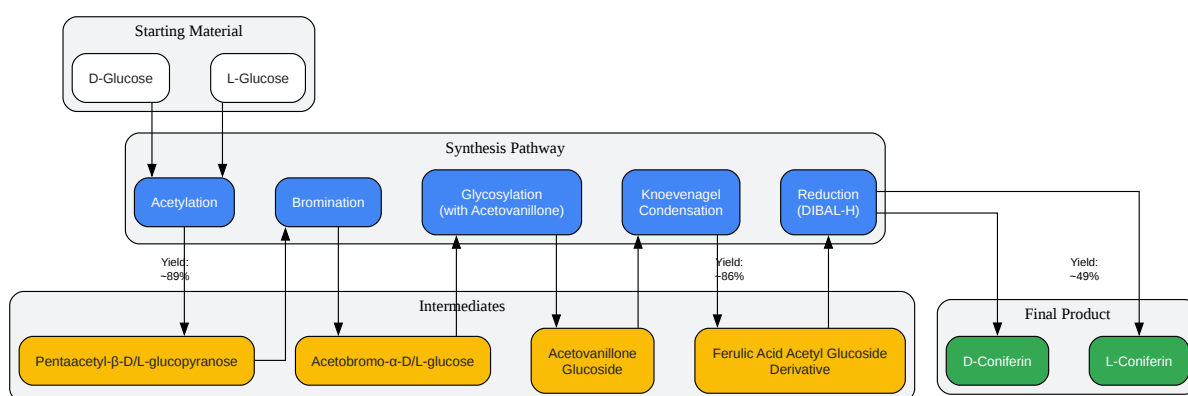 Starting Material
D-Glucose
L-Glucose
Synthesis Pathway
Acetylation
Bromination
Glycosylation
(with Acetovanillone)
Knoevenagel
Condensation
Reduction
(DIBAL-H)
Yield:
~89%
Yield:
~86%
Yield:
~49%
Intermediates
Pentaacetyl-β-D/L-glucopyranose
Acetobromo-α-D/L-glucose
Acetovanillone
Glucoside
Ferulic Acid Acetyl Glucoside
Derivative
Final Product
D-Coniferin
L-Coniferin